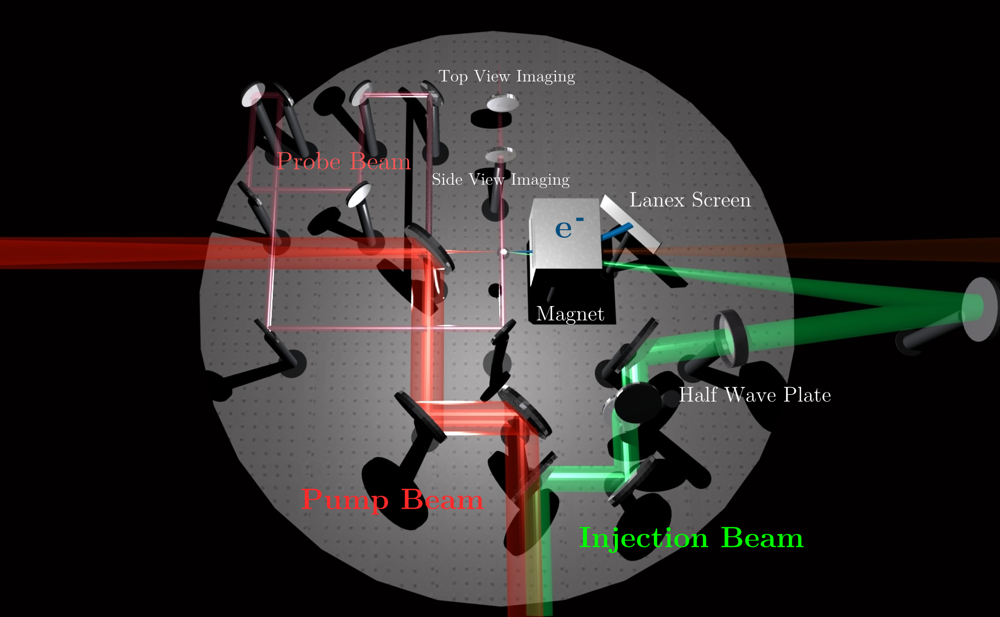 Top View Imaging
Probe Beam
Side View Imaging
Lanex Screen
e-
Magnet
Half Wave Plate
Pump Beam
Injection Beam